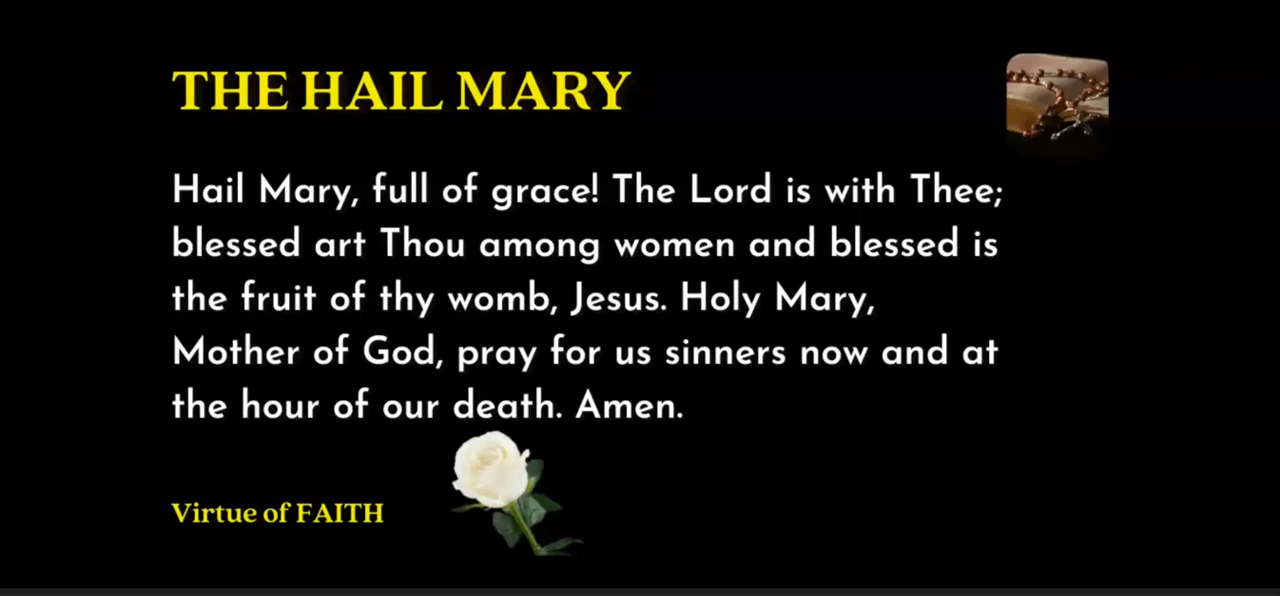 THE HAIL MARY
Hail Mary, full of grace! The Lord is with Thee;
blessed art Thou among women and blessed is
the fruit of thy womb, Jesus. Holy Mary,
Mother of God, pray for us sinners now and at
the hour of our death. Amen.
Virtue of FAITH